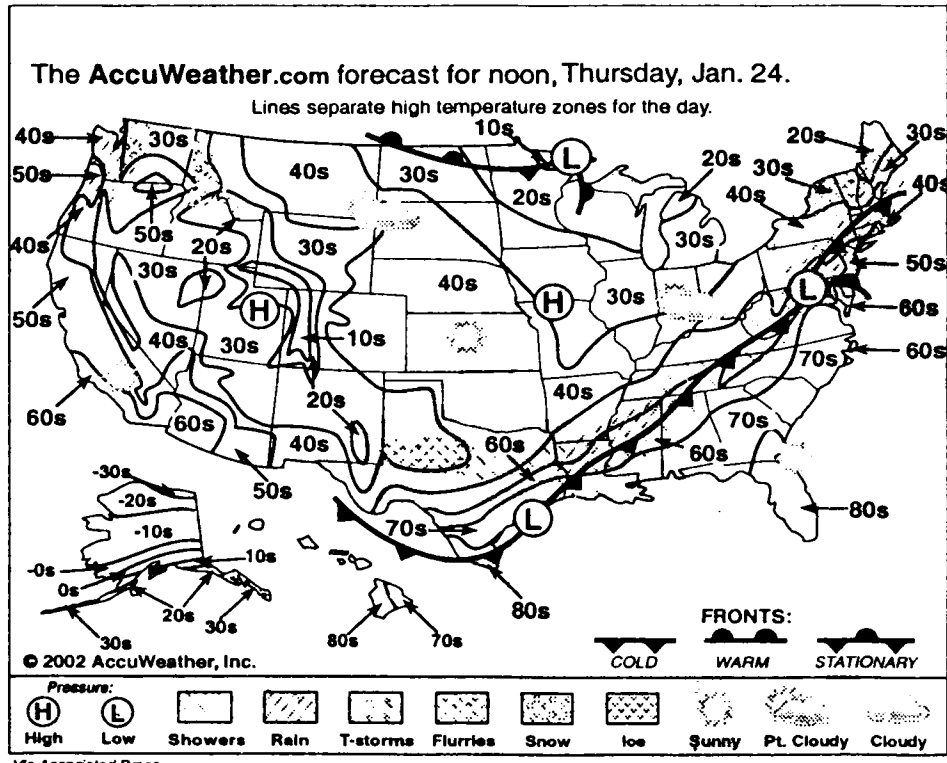 The AccuWeather.com forecast for noon, Thursday, Jan. 24.
Lines separate high temperature zones for the day.
40s 30s 10s L 20s 30s
50s 40s 30s 20s 20s 30s 40s
40s 50s 20s 30s 30s 40s 50s
50s 30s H 40s H 30s L 60s
40s 30s 10s 70s 60s
60s 60s 20s 40s 70s
40s 60s 60s
-30s 50s 80s
-20s
-10s 70s L
-0s 10s
0s 80s
20s
30s 30s 80s 70s
FRONTS:
© 2002 AccuWeather, Inc. COLD WARM STATIONARY
Pressure:
H L
High Low Showers Rain T-storms Flurries Snow Ice Sunny Pt. Cloudy Cloudy
Via Associated Press